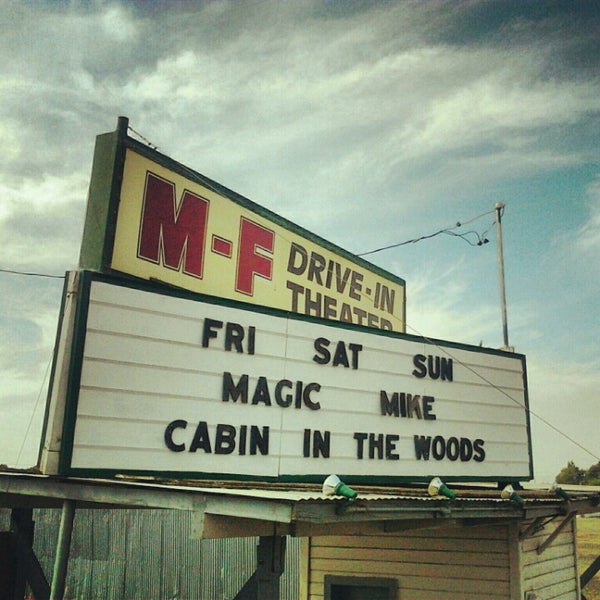 M-F DRIVE-IN
THEATER
FRI SAT SUN
MAGIC MIKE
CABIN IN THE WOODS